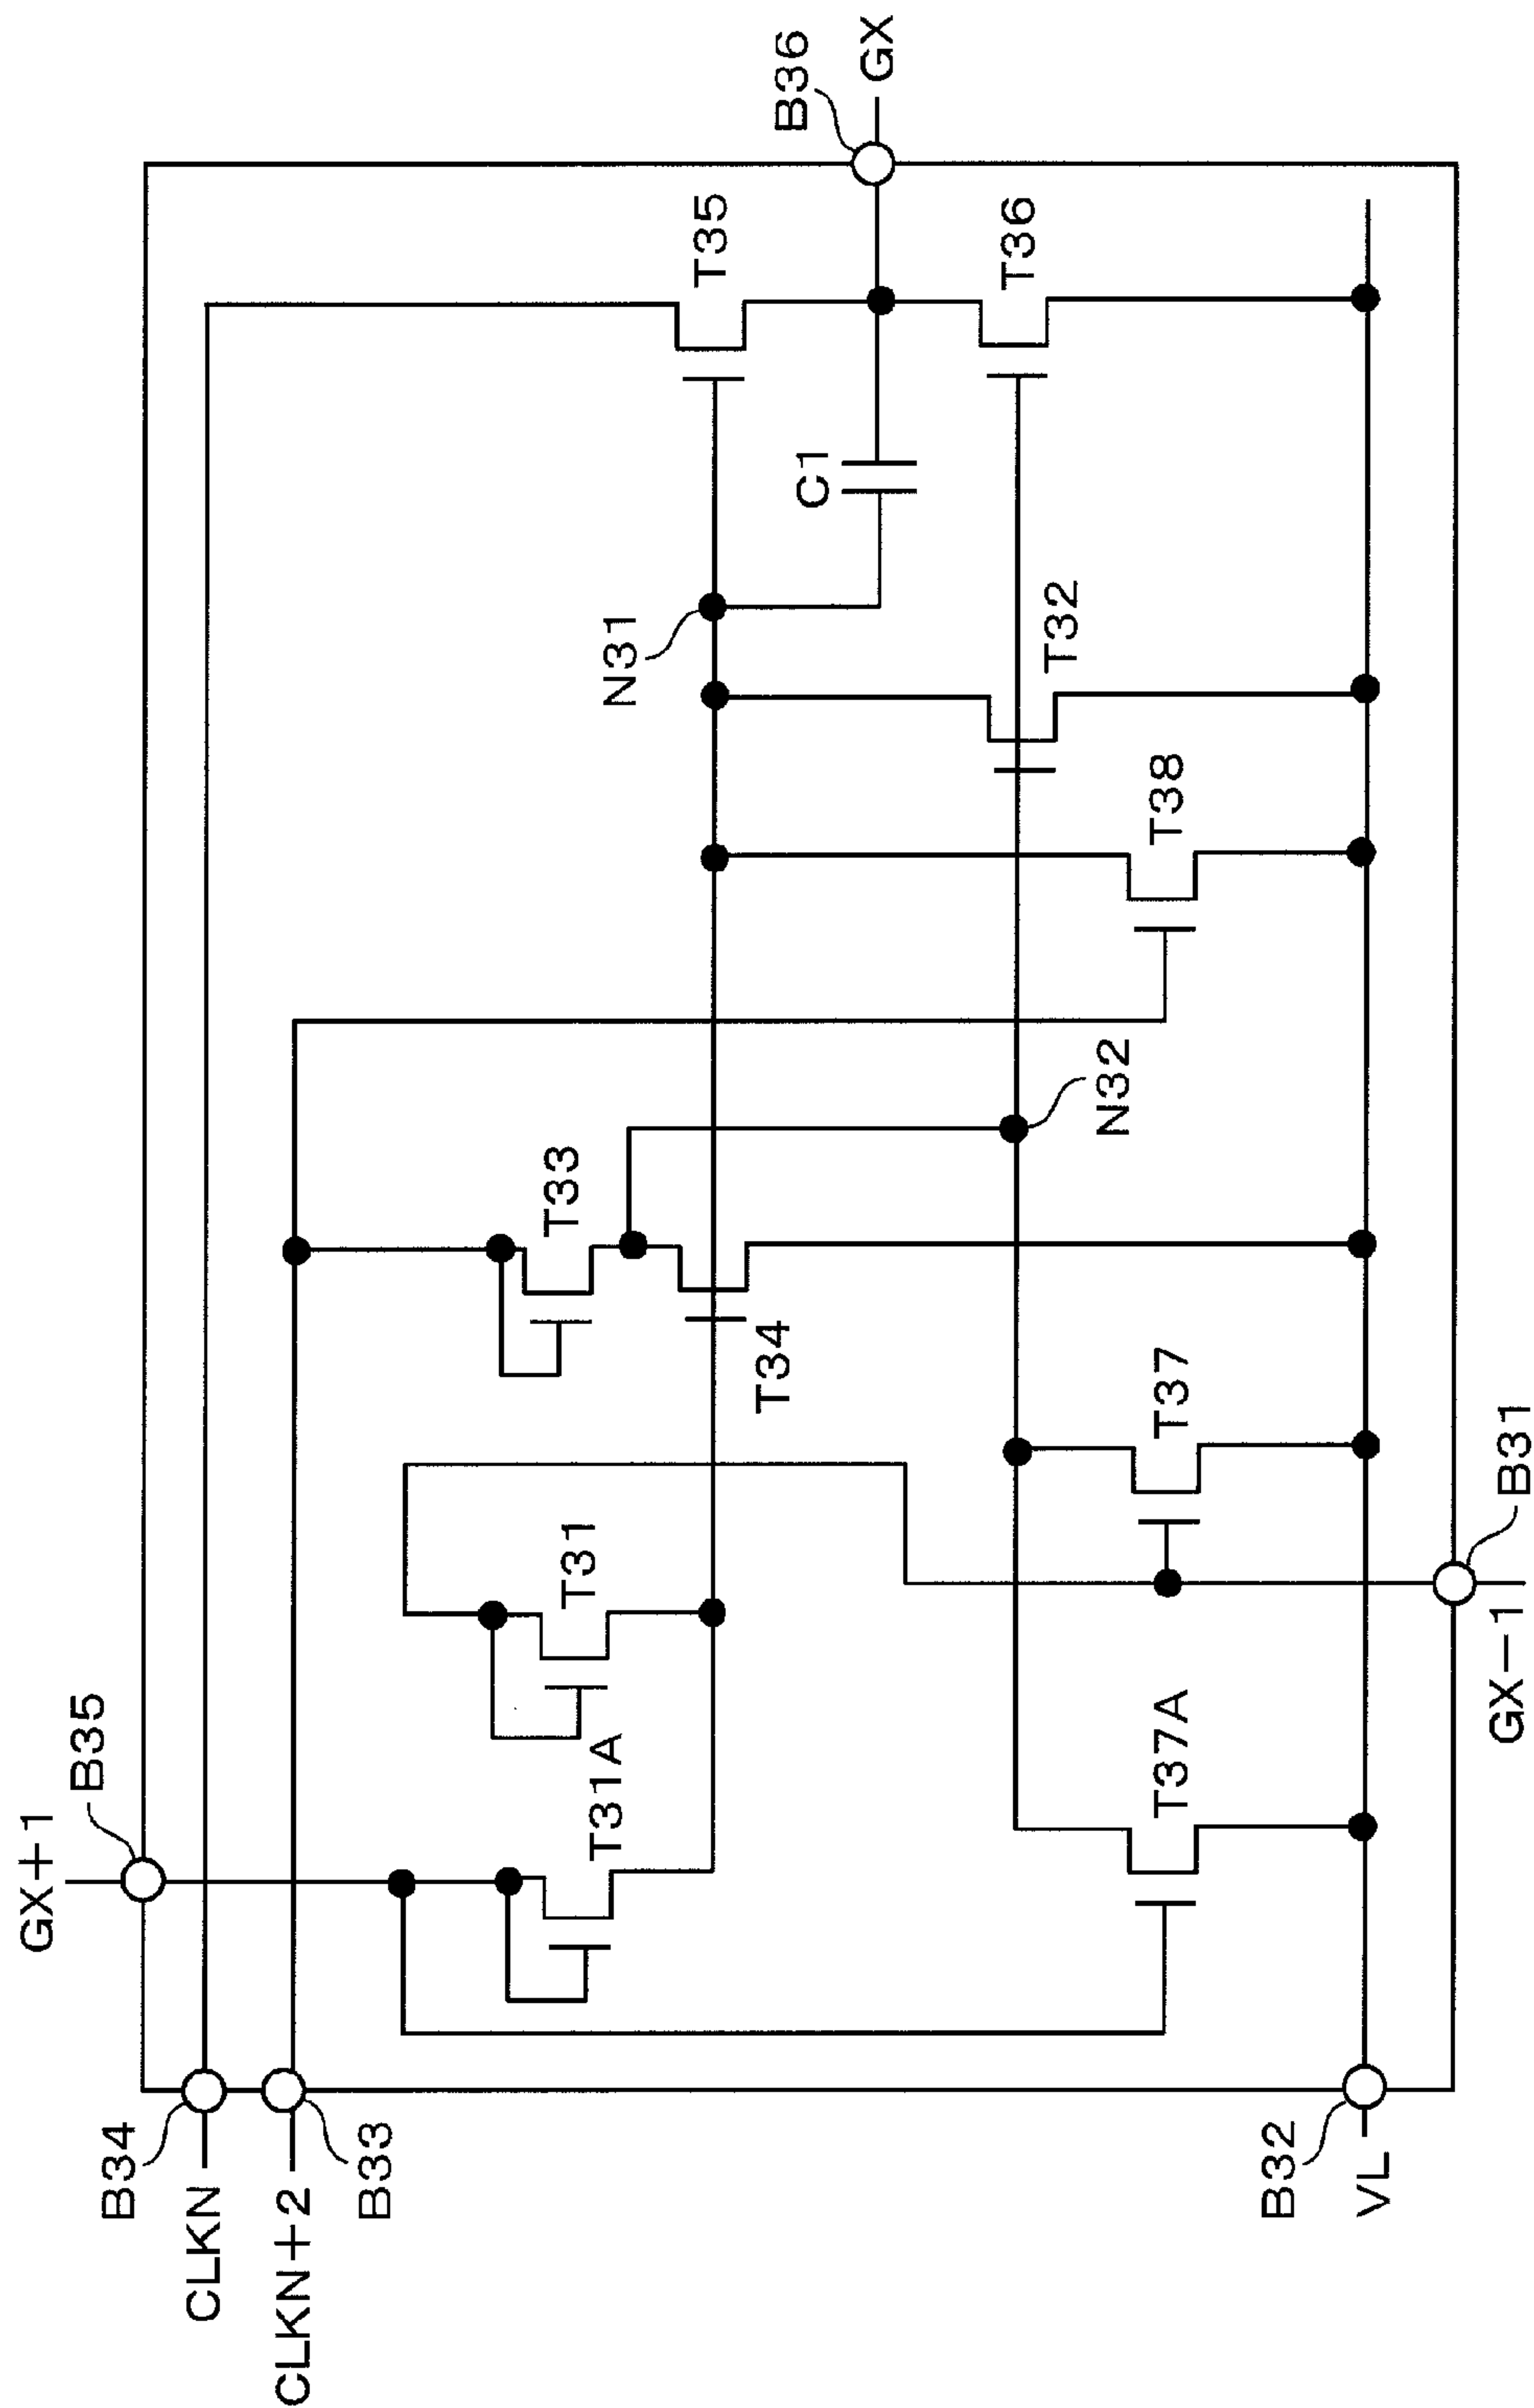 GX+1
B35
B34
CLKN
CLKN+2
B33
T31A
T31
T33
T34
N31
C1
T35
B36
GX
T36
T32
T38
N32
T37
T37A
B32
VL
GX−1
B31